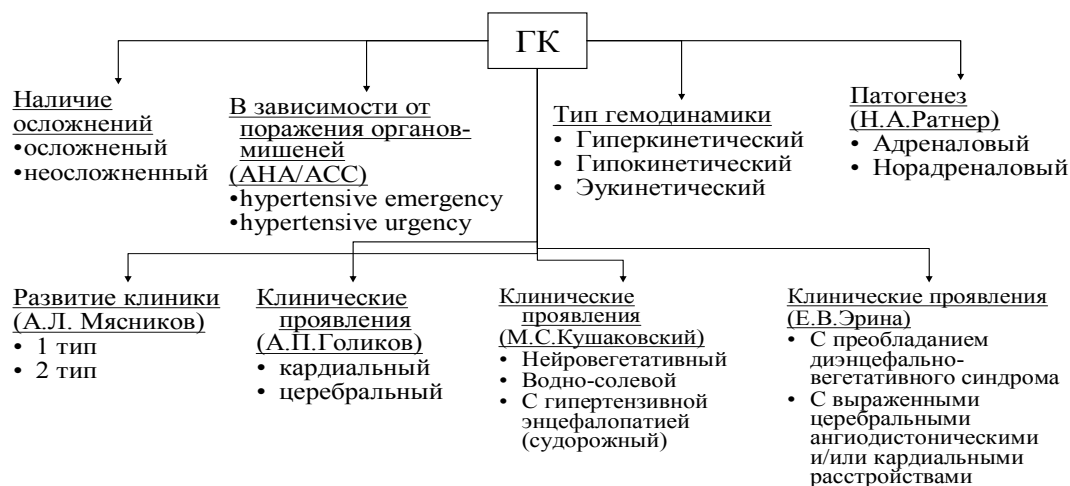 ГК
Наличие
осложнений
•осложненый
•неосложненный
В зависимости от
поражения органов-
мишеней
(АНА/АСС)
•hypertensive emergency
•hypertensive urgency
Тип гемодинамики
• Гиперкинетический
• Гипокинетический
• Эукинетический
Патогенез
(Н.А.Ратнер)
• Адреналовый
• Норадреналовый
Развитие клиники
(А.Л. Мясников)
• 1 тип
• 2 тип
Клинические
проявления
(А.П.Голиков)
• кардиальный
• церебральный
Клинические
проявления
(М.С.Кушаковский)
• Нейровегетативный
• Водно-солевой
• С гипертензивной
энцефалопатией
(судорожный)
Клинические проявления
(Е.В.Эрина)
• С преобладанием
диэнцефально-
вегетативного синдрома
• С выраженными
церебральными
ангиодистоническими
и/или кардиальными
расстройствами